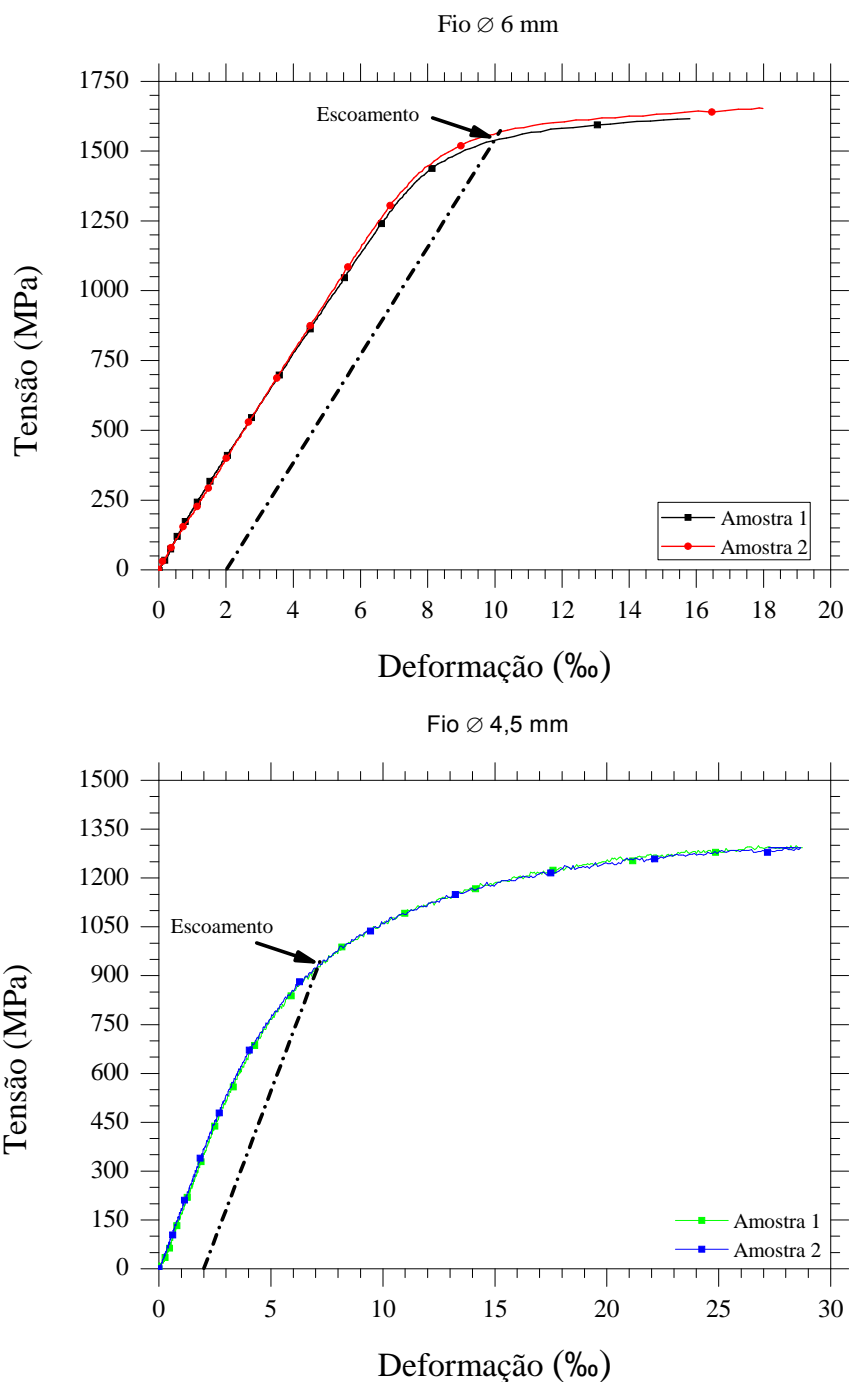 Fio ∅ 6 mm
1750
1500
1250
1000
750
500
250
0
Tensão (MPa)
Escoamento
Amostra 1
Amostra 2
0 2 4 6 8 10 12 14 16 18 20
Deformação (‰)
Fio ∅ 4,5 mm
1500
1350
1200
1050
900
750
600
450
300
150
0
Tensão (MPa)
Escoamento
Amostra 1
Amostra 2
0 5 10 15 20 25 30
Deformação (‰)